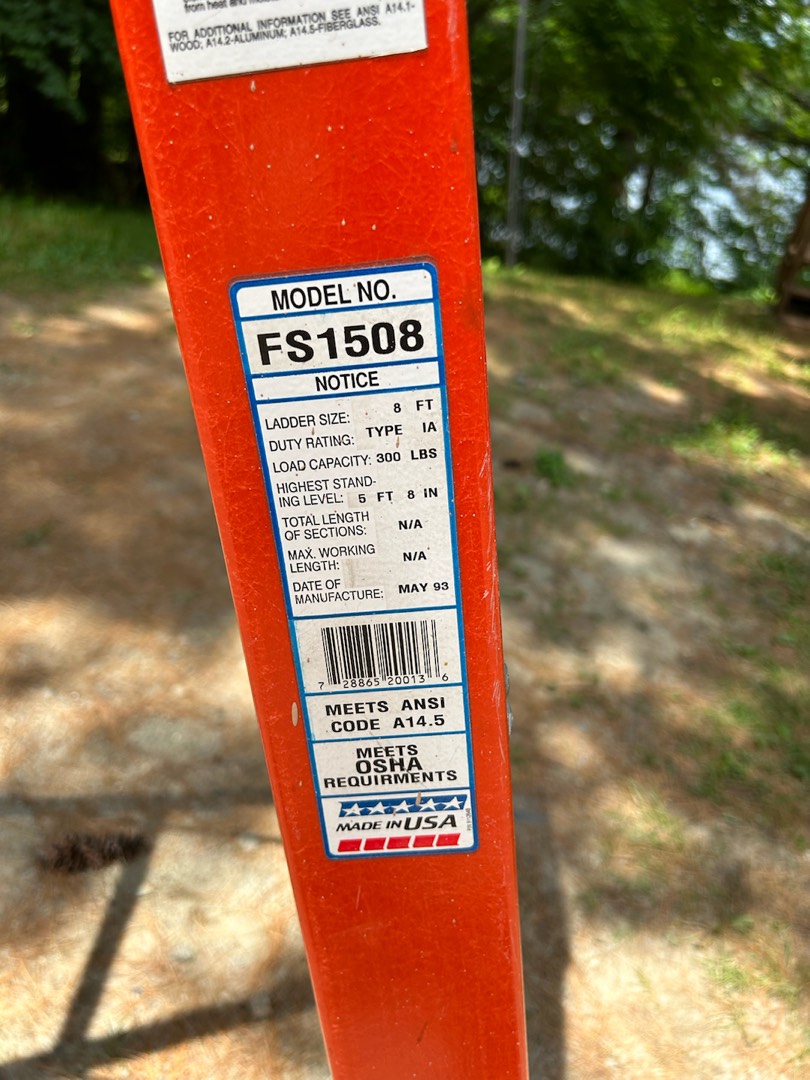 from heat and
FOR ADDITIONAL INFORMATION SEE ANSI A14.1-
WOOD; A14.2-ALUMINUM; A14.5-FIBERGLASS.
MODEL NO.
FS1508
NOTICE
LADDER SIZE: 8 FT
DUTY RATING: TYPE IA
LOAD CAPACITY: 300 LBS
HIGHEST STAND-
ING LEVEL: 5 FT 8 IN
TOTAL LENGTH
OF SECTIONS: N/A
MAX. WORKING
LENGTH: N/A
DATE OF
MANUFACTURE: MAY 93
7 28865 20013 6
MEETS ANSI
CODE A14.5
MEETS
OSHA
REQUIRMENTS
MADE IN USA